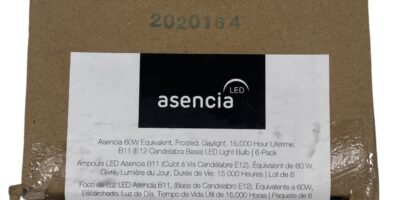 2020184
LED
asencia
Asencia 60W Equivalent, Frosted, Daylight, 15,000 Hour Lifetime,
B11 (E12 Candelabra Base) LED Light Bulb | 6-Pack
Ampoule LED Asencia B11 (Culot à Vis Candélabre E12), Équivalent de 60 W,
Givré, Lumière du Jour, Durée de Vie. 15 000 Heures | Lot de 6
Foco de Luz LED Asencia B11, (Base de Candelabro E12), Equivalente a 60W,
Escarchado, Luz de Día, Tiempo de Vida Útil de 15,000 Horas | Paquete de 6